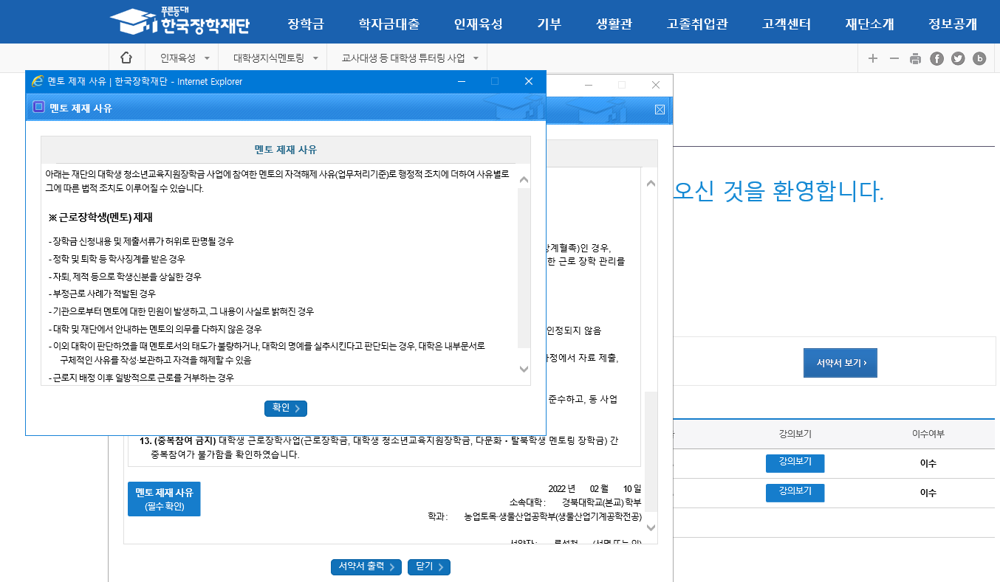 푸른등대
한국장학재단
장학금 학자금대출 인재육성 기부 생활관 고졸취업관 고객센터 재단소개 정보공개
인재육성 대학생지식멘토링 교사대생 등 대학생 튜터링 사업
멘토 제재 사유 | 한국장학재단 - Internet Explorer
멘토 제재 사유
멘토 제재 사유
아래는 재단의 대학생 청소년교육지원장학금 사업에 참여한 멘토의 자격해제 사유(업무처리기준)로 행정적 조치에 더하여 사유별로
그에 따른 법적 조치도 이루어질 수 있습니다.
※ 근로장학생(멘토) 제재
- 장학금 신청내용 및 제출서류가 허위로 판명될 경우
- 정학 및 퇴학 등 학사징계를 받은 경우
- 자퇴, 제적 등으로 학생신분을 상실한 경우
- 부정근로 사례가 적발된 경우
- 기관으로부터 멘토에 대한 민원이 발생하고, 그 내용이 사실로 밝혀진 경우
- 대학 및 재단에서 안내하는 멘토의 의무를 다하지 않은 경우
- 이외 대학이 판단하였을 때 멘토로서의 태도가 불량하거나, 대학의 명예를 실추시킨다고 판단되는 경우, 대학은 내부문서로
구체적인 사유를 작성·보관하고 자격을 해제할 수 있음
- 근로지 배정 이후 일방적으로 근로를 거부하는 경우
확인
계혈족)인 경우,
한 근로 장학 관리를
인정되지 않음
과정에서 자료 제출,
준수하고, 동 사업
13. (중복참여 금지) 대학생 근로장학사업(근로장학금, 대학생 청소년교육지원장학금, 다문화・탈북학생 멘토링 장학금) 간
중복참여가 불가함을 확인하였습니다.
멘토 제재 사유
(필수 확인)
2022 년 02 월 10 일
소속대학 : 경북대학교(본교) 학부
학과 : 농업토목·생물산업공학부(생물산업기계공학전공)
서약자 : (서명 또는 인)
서약서 출력 닫기
오신 것을 환영합니다.
서약서 보기 ›
강의보기 이수여부
강의보기 이수
강의보기 이수